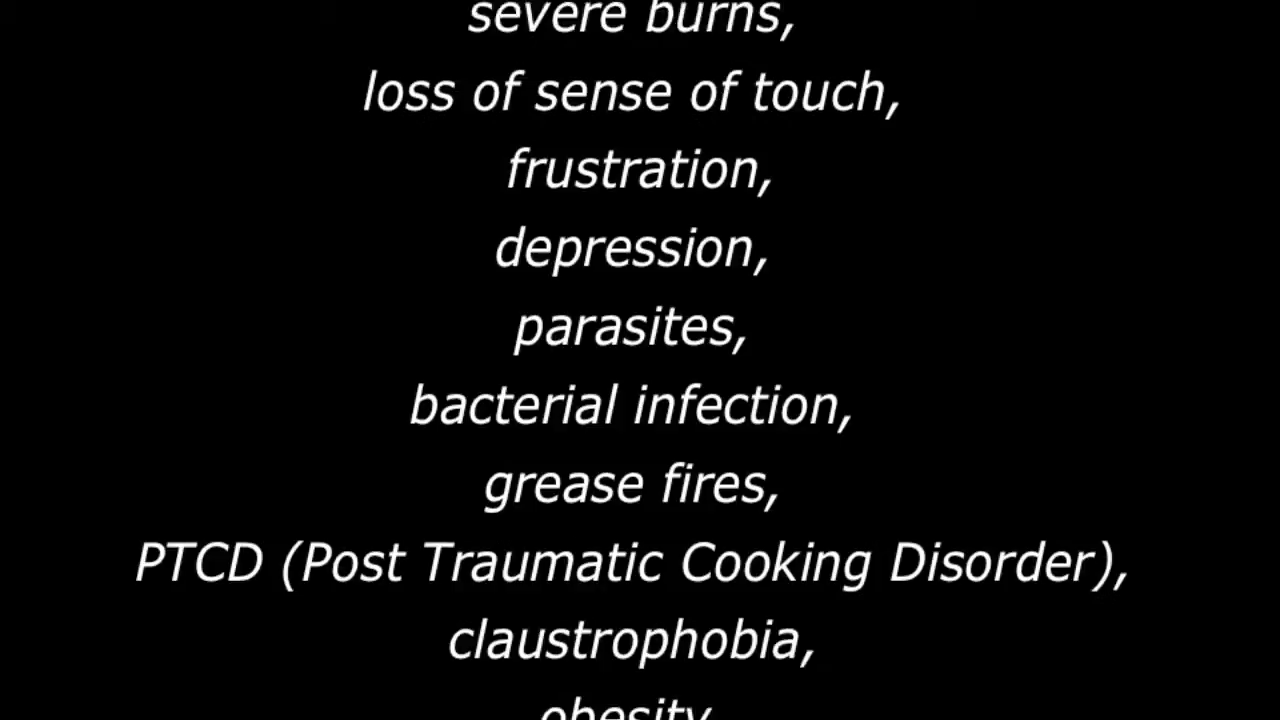 severe burns,
loss of sense of touch,
frustration,
depression,
parasites,
bacterial infection,
grease fires,
PTCD (Post Traumatic Cooking Disorder),
claustrophobia,
obesity